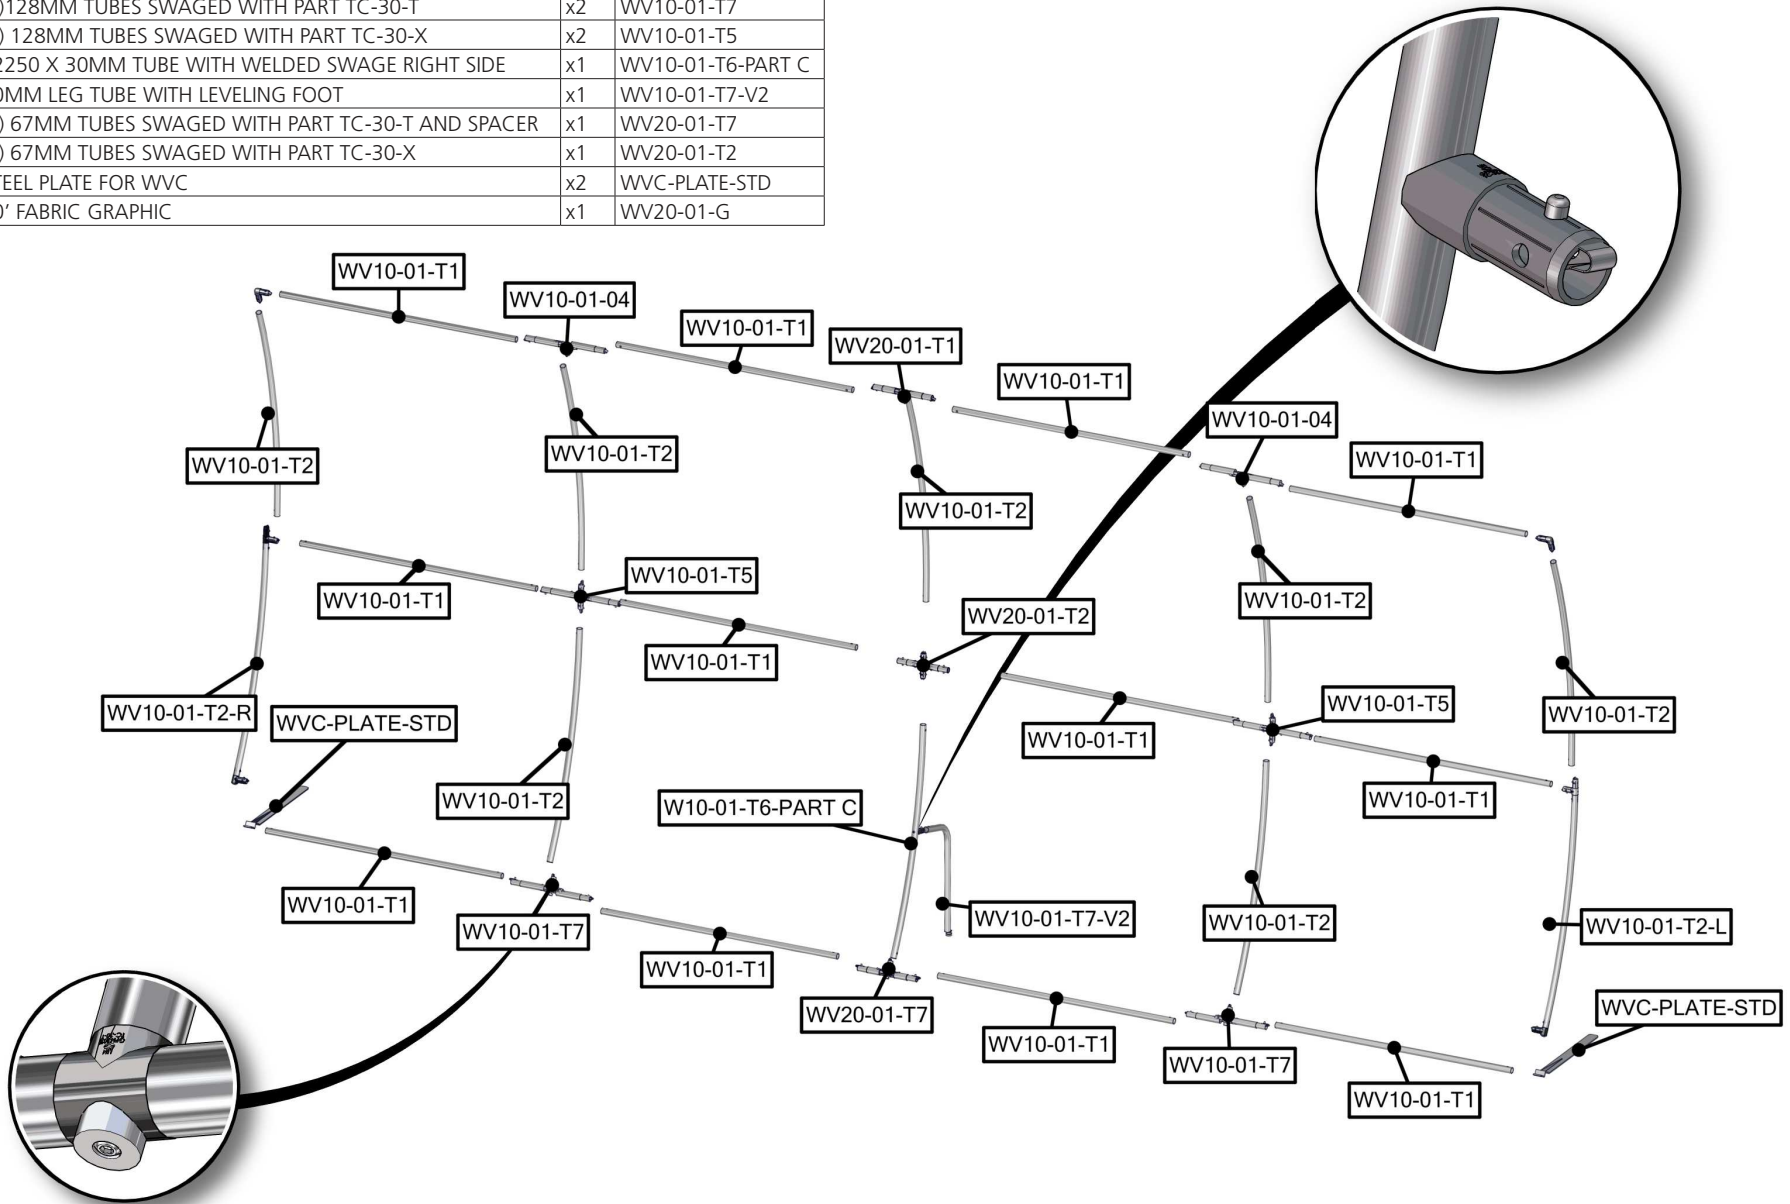 )128MM TUBES SWAGED WITH PART TC-30-T x2 WV10-01-T7
) 128MM TUBES SWAGED WITH PART TC-30-X x2 WV10-01-T5
2250 X 30MM TUBE WITH WELDED SWAGE RIGHT SIDE x1 WV10-01-T6-PART C
0MM LEG TUBE WITH LEVELING FOOT x1 WV10-01-T7-V2
) 67MM TUBES SWAGED WITH PART TC-30-T AND SPACER x1 WV20-01-T7
) 67MM TUBES SWAGED WITH PART TC-30-X x1 WV20-01-T2
TEEL PLATE FOR WVC x2 WVC-PLATE-STD
0' FABRIC GRAPHIC x1 WV20-01-G
WV10-01-T1
WV10-01-04
WV10-01-T1
WV20-01-T1
WV10-01-T1
WV10-01-04
WV10-01-T1
WV10-01-T2
WV10-01-T2
WV10-01-T2
WV10-01-T2
WV10-01-T2
WV10-01-T1
WV10-01-T5
WV10-01-T1
WV20-01-T2
WV10-01-T1
WV10-01-T5
WV10-01-T1
WV10-01-T2-R
WVC-PLATE-STD
WV10-01-T2
W10-01-T6-PART C
WV10-01-T7-V2
WV10-01-T2
WV10-01-T2-L
WV10-01-T1
WV10-01-T7
WV10-01-T1
WV20-01-T7
WV10-01-T1
WV10-01-T7
WV10-01-T1
WVC-PLATE-STD